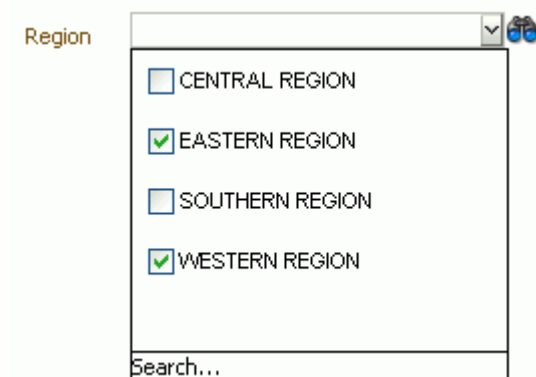 Region
CENTRAL REGION
EASTERN REGION
SOUTHERN REGION
WESTERN REGION
Search...